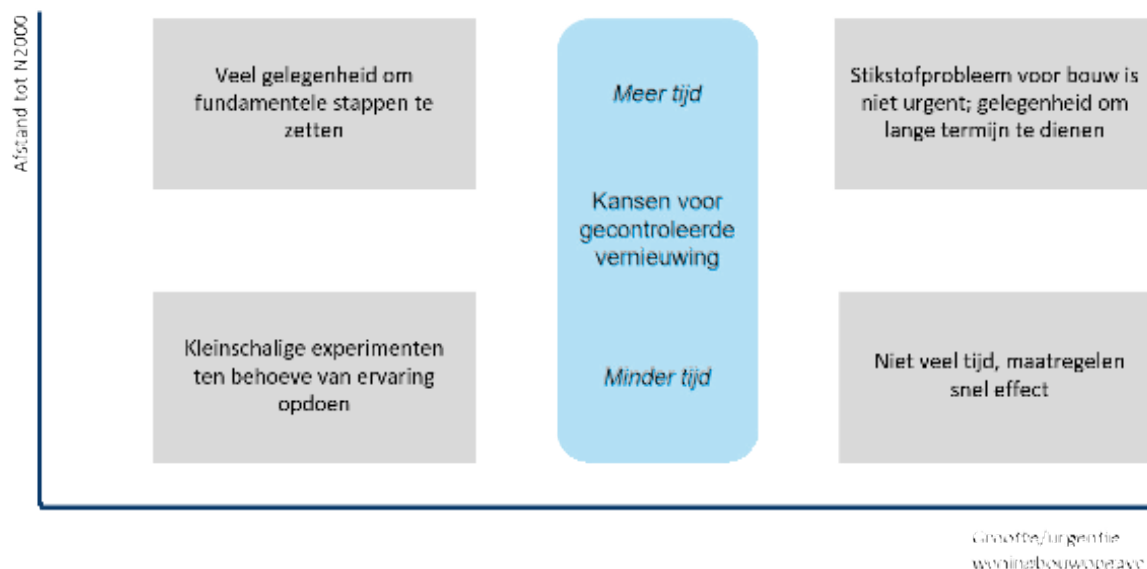 Afstand tot N2000
Veel gelegenheid om
fundamentele stappen te
zetten
Meer tijd
Stikstofprobleem voor bouw is
niet urgent; gelegenheid om
lange termijn te dienen
Kansen voor
gecontroleerde
vernieuwing
Kleinschalige experimenten
ten behoeve van ervaring
opdoen
Minder tijd
Niet veel tijd, maatregelen
snel effect
Grootte/urgentie